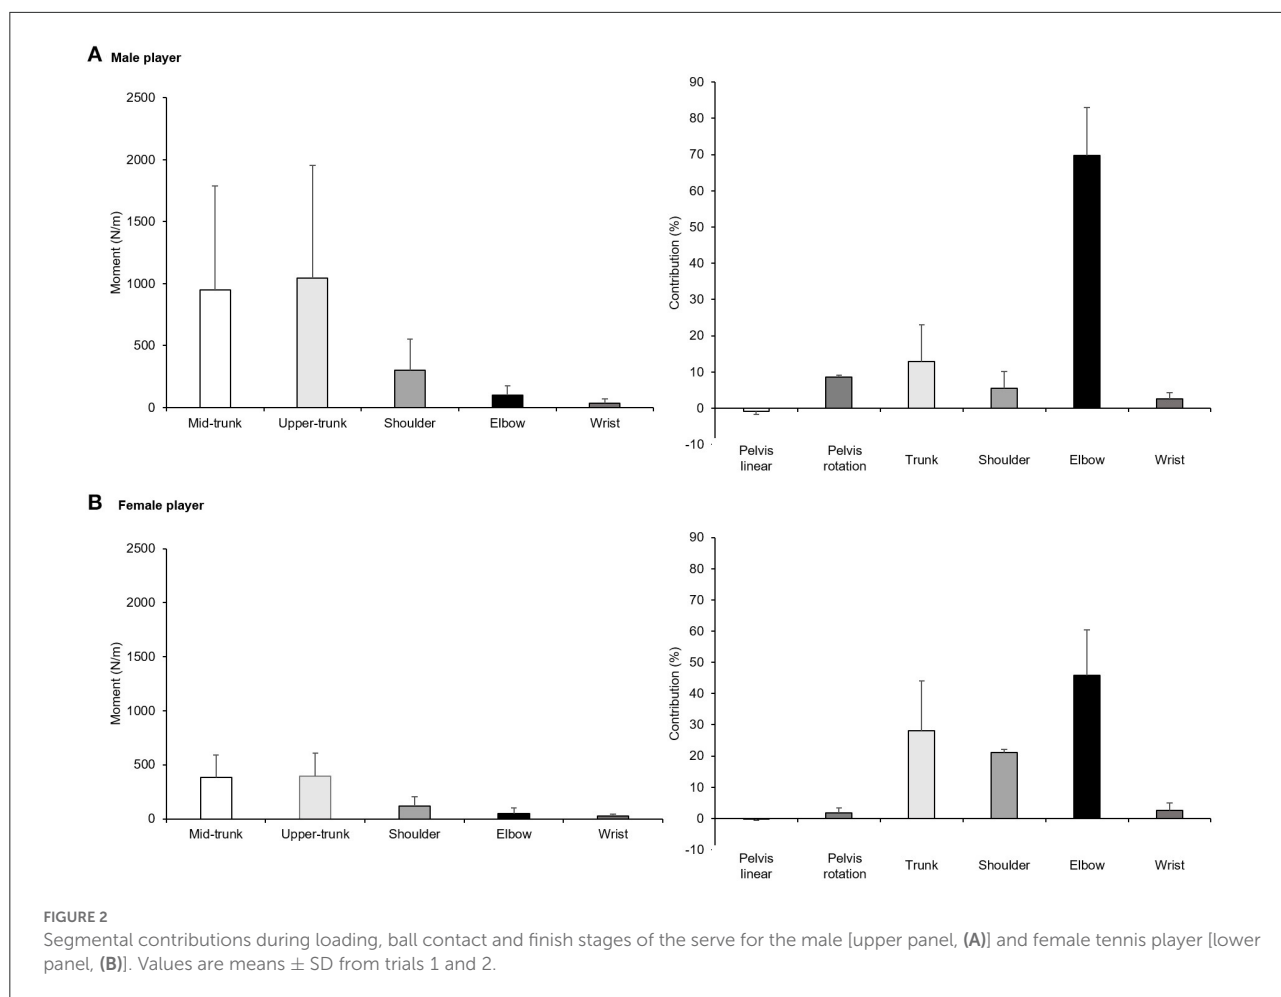 A Male player
2500
2000
1500
1000
500
0
Moment (N/m)
Mid-trunk Upper-trunk Shoulder Elbow Wrist
90
80
70
60
50
40
30
20
10
0
-10
Contribution (%)
Pelvis linear Pelvis rotation Trunk Shoulder Elbow Wrist
B Female player
2500
2000
1500
1000
500
0
Moment (N/m)
Mid-trunk Upper-trunk Shoulder Elbow Wrist
90
80
70
60
50
40
30
20
10
0
-10
Contribution (%)
Pelvis linear Pelvis rotation Trunk Shoulder Elbow Wrist
FIGURE 2
Segmental contributions during loading, ball contact and finish stages of the serve for the male [upper panel, (A)] and female tennis player [lower
panel, (B)]. Values are means ± SD from trials 1 and 2.